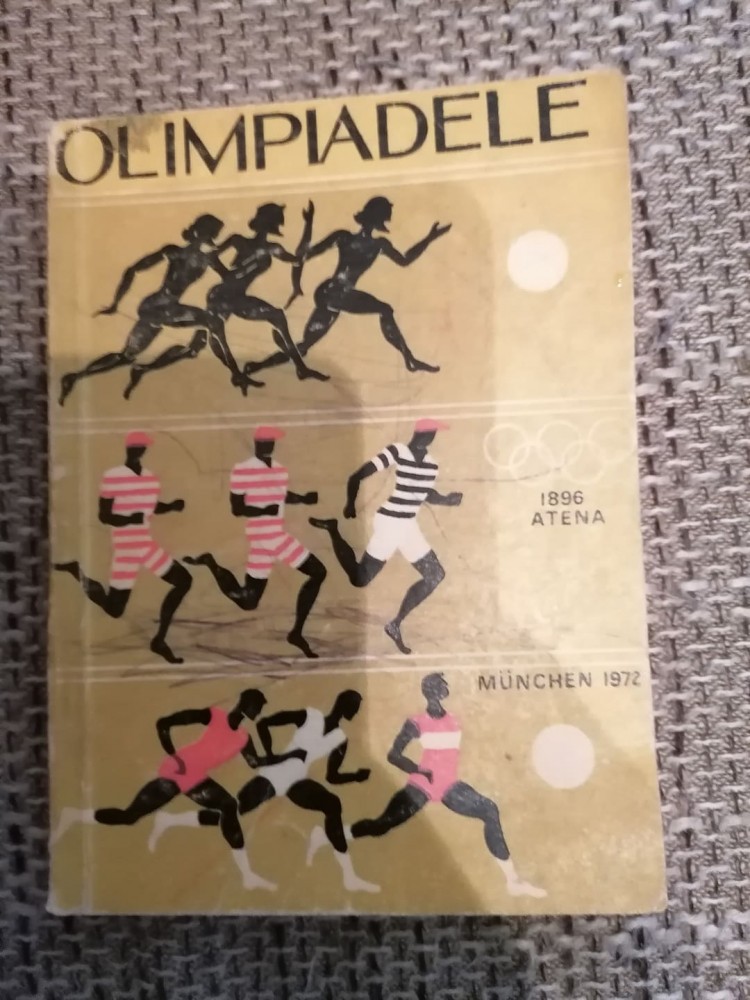 OLIMPIADELE
1896
ATENA
MÜNCHEN 1972